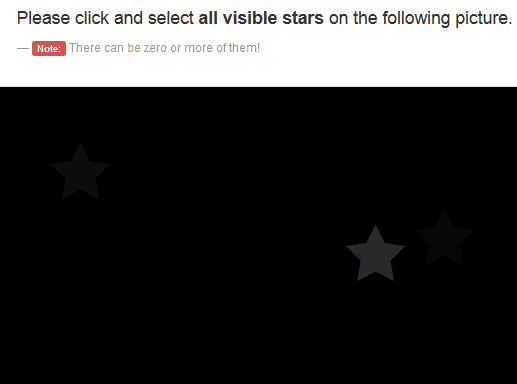 Please click and select all visible stars on the following picture.
— Note: There can be zero or more of them!